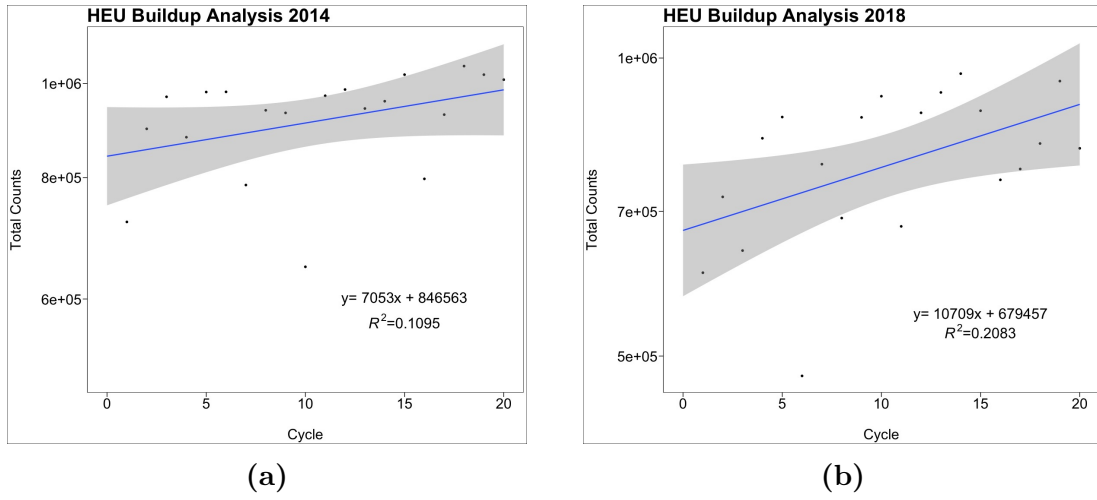 HEU Buildup Analysis 2014
Total Counts
1e+06
8e+05
6e+05
y= 7053x + 846563
R²=0.1095
0 5 10 15 20
Cycle
(a)
HEU Buildup Analysis 2018
Total Counts
1e+06
7e+05
5e+05
y= 10709x + 679457
R²=0.2083
0 5 10 15 20
Cycle
(b)